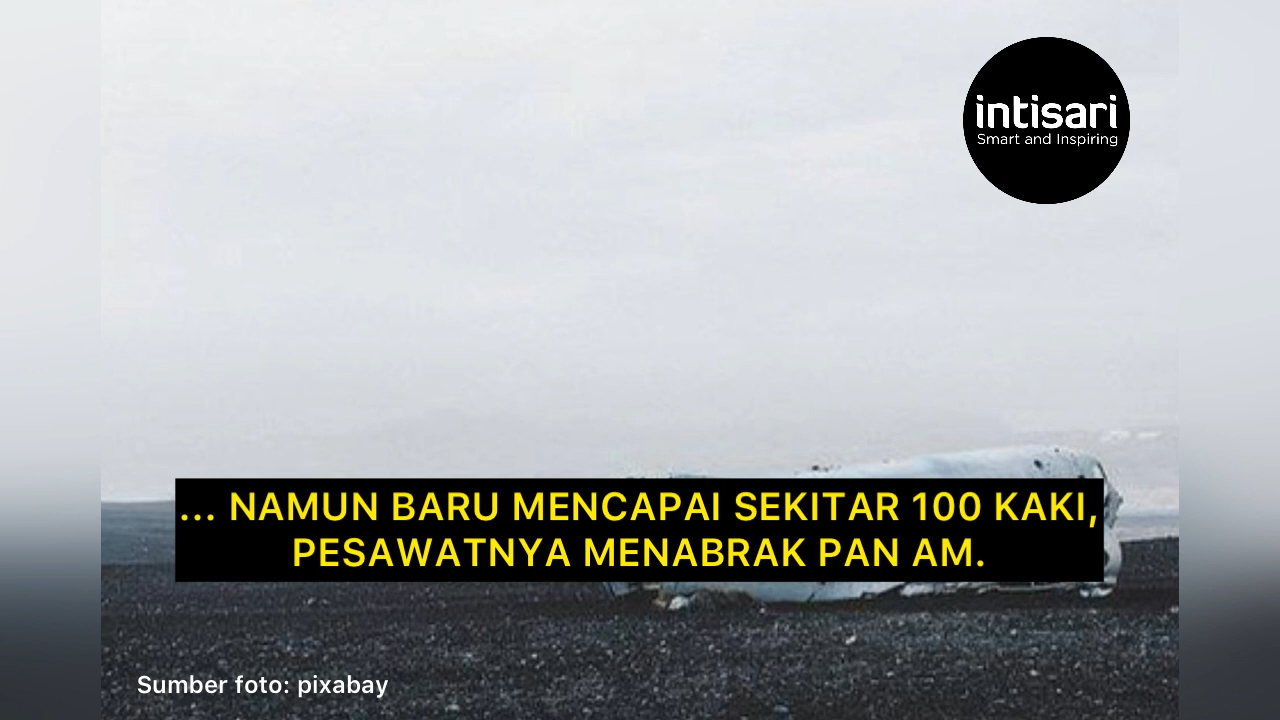 intisari
Smart and Inspiring
... NAMUN BARU MENCAPAI SEKITAR 100 KAKI,
PESAWATNYA MENABRAK PAN AM.
Sumber foto: pixabay